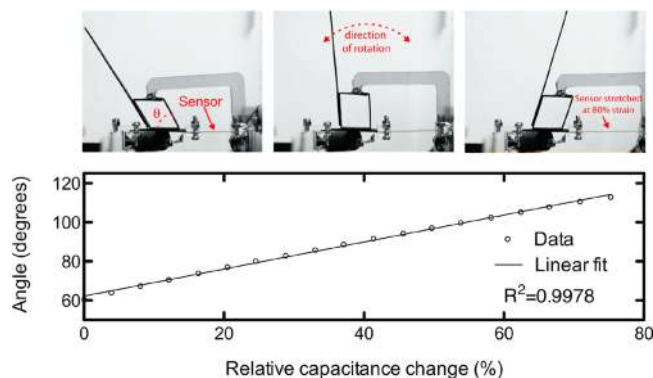 θ
Sensor
direction
of rotation
Sensor stretched
at 80% strain
120
100
80
60
Angle (degrees)
Data
Linear fit
R²=0.9978
0
20
40
60
80
Relative capacitance change (%)